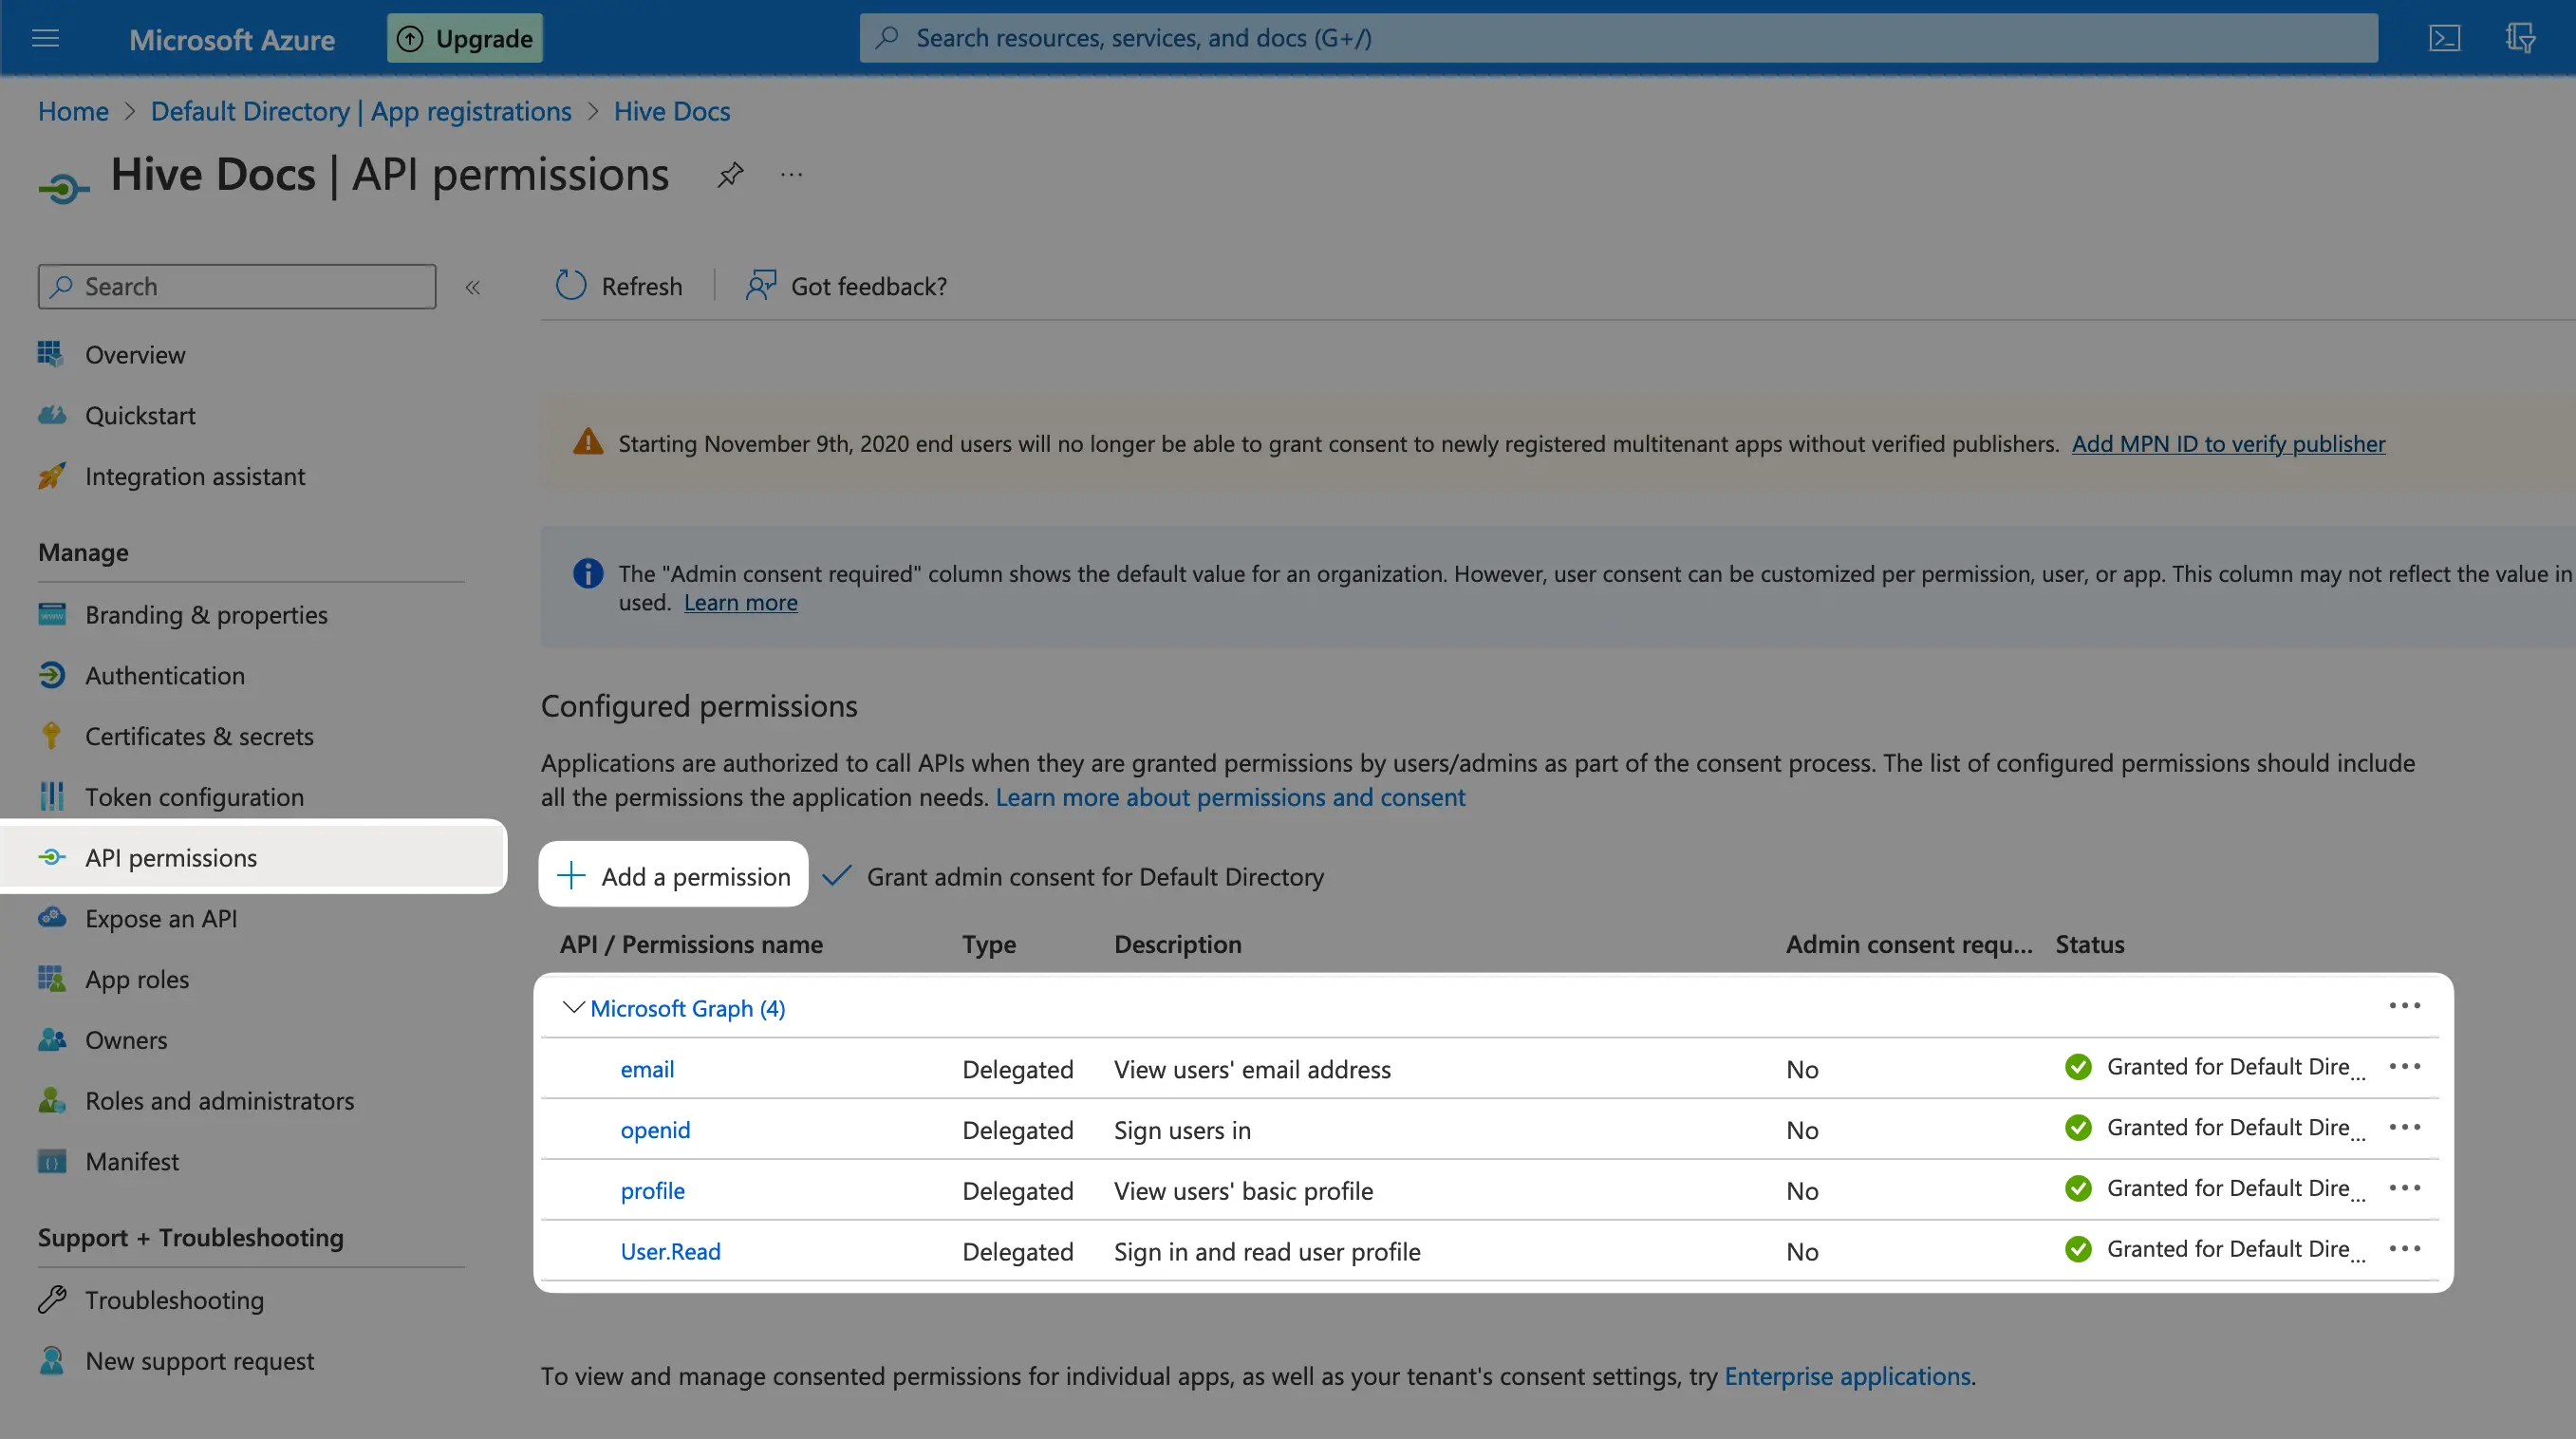 Microsoft Azure
Upgrade
Search resources, services, and docs (G+/)
Home > Default Directory | App registrations > Hive Docs
Hive Docs | API permissions
Search
Refresh
Got feedback?
Overview
Quickstart
Integration assistant
Manage
Branding & properties
Authentication
Certificates & secrets
Token configuration
API permissions
Expose an API
App roles
Owners
Roles and administrators
Manifest
Support + Troubleshooting
Troubleshooting
New support request
Starting November 9th, 2020 end users will no longer be able to grant consent to newly registered multitenant apps without verified publishers. Add MPN ID to verify publisher
The "Admin consent required" column shows the default value for an organization. However, user consent can be customized per permission, user, or app. This column may not reflect the value in
used. Learn more
Configured permissions
Applications are authorized to call APIs when they are granted permissions by users/admins as part of the consent process. The list of configured permissions should include
all the permissions the application needs. Learn more about permissions and consent
Add a permission
Grant admin consent for Default Directory
API / Permissions name Type Description Admin consent requ... Status
Microsoft Graph (4)
email Delegated View users' email address No Granted for Default Dire...
openid Delegated Sign users in No Granted for Default Dire...
profile Delegated View users' basic profile No Granted for Default Dire...
User.Read Delegated Sign in and read user profile No Granted for Default Dire...
To view and manage consented permissions for individual apps, as well as your tenant's consent settings, try Enterprise applications.